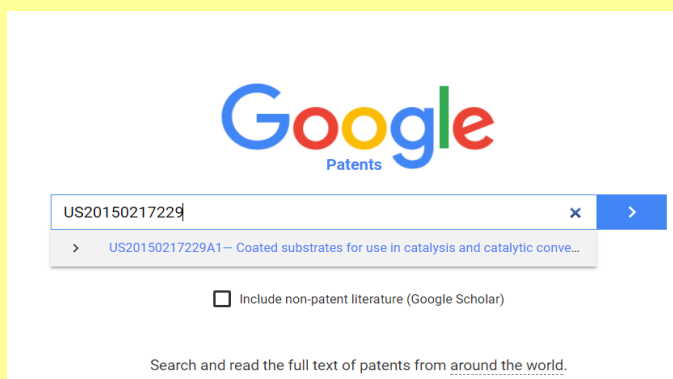 Google
Patents
US20150217229
US20150217229A1— Coated substrates for use in catalysis and catalytic conve...
Include non-patent literature (Google Scholar)
Search and read the full text of patents from around the world.